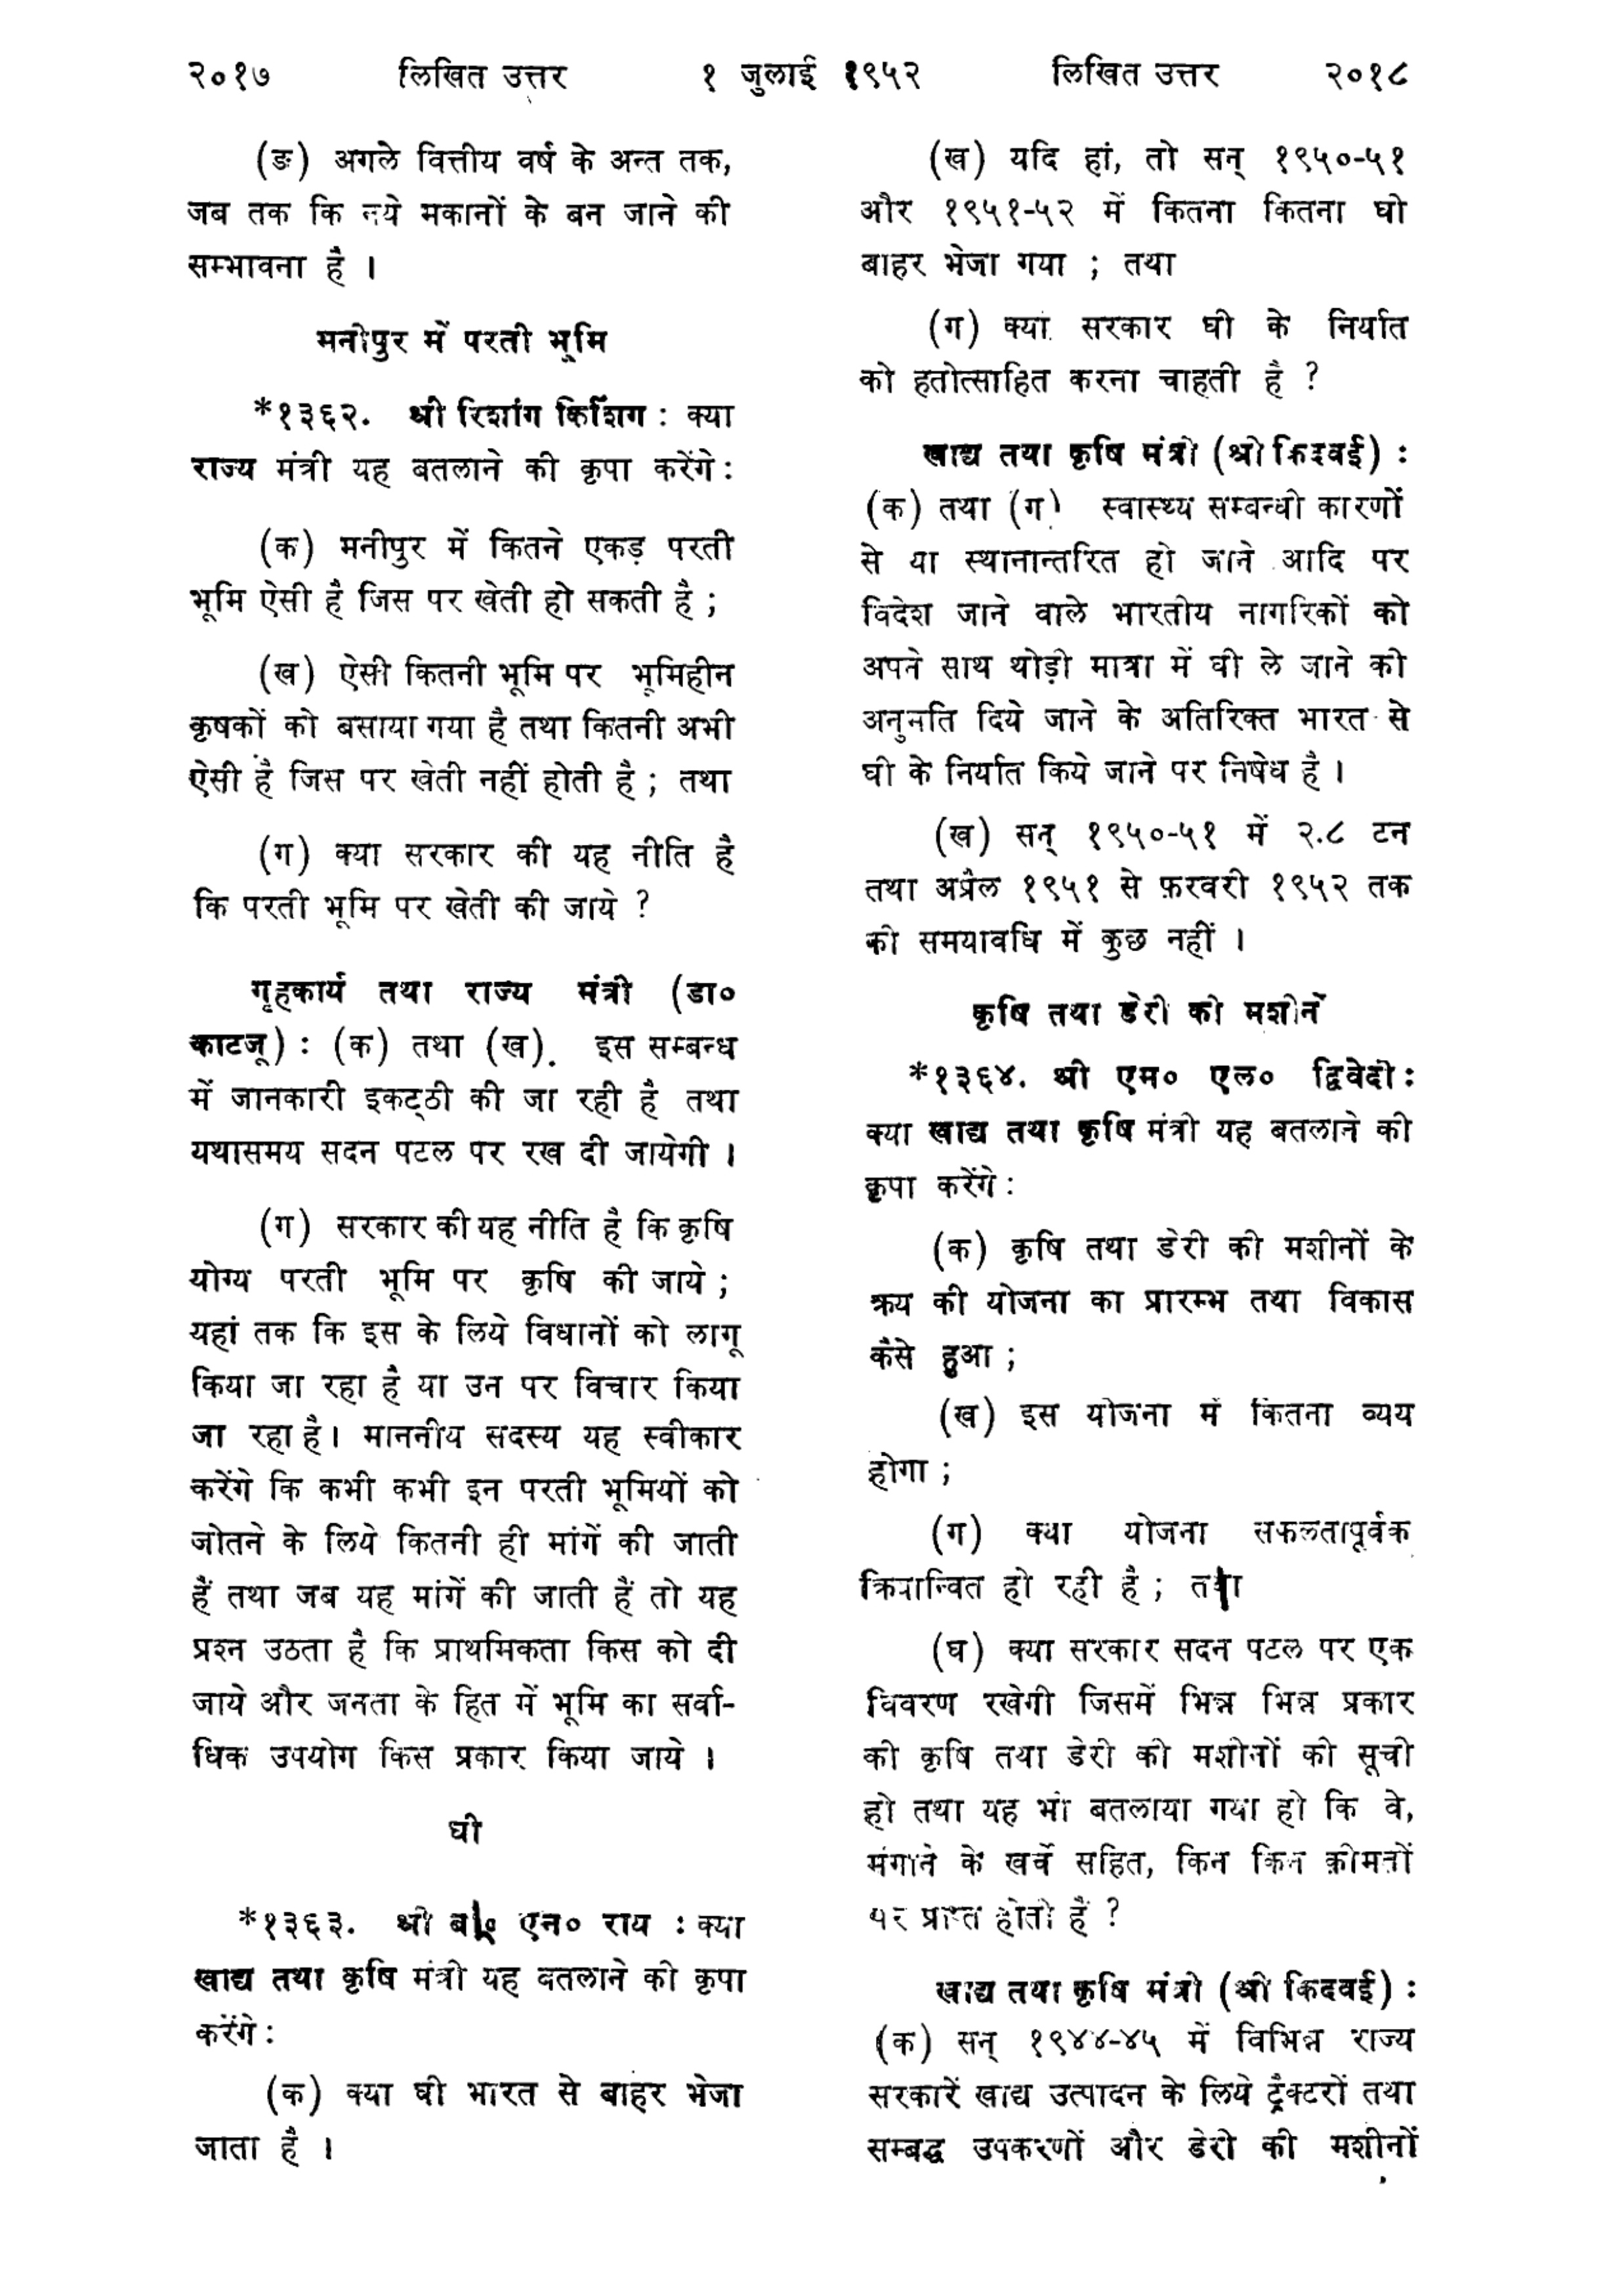 २०१७ लिखित उत्तर १ जुलाई १९५२ लिखित उत्तर २०१८
(ङ) अगले वित्तीय वर्ष के अन्त तक,
जब तक कि नये मकानों के बन जाने की
सम्भावना है ।
मनीपुर में परती भूमि
*१३६२. श्री रिशांग किशिंग : क्या
राज्य मंत्री यह बतलाने की कृपा करेंगे :
(क) मनीपुर में कितने एकड़ परती
भूमि ऐसी है जिस पर खेती हो सकती है ;
(ख) ऐसी कितनी भूमि पर भूमिहीन
कृषकों को बसाया गया है तथा कितनी अभी
ऐसी है जिस पर खेती नहीं होती है ; तथा
(ग) क्या सरकार की यह नीति है
कि परती भूमि पर खेती की जाये ?
गृहकार्य तथा राज्य मंत्री (डा०
काटजू) : (क) तथा (ख). इस सम्बन्ध
में जानकारी इकट्ठी की जा रही है तथा
यथासमय सदन पटल पर रख दी जायेगी ।
(ग) सरकार की यह नीति है कि कृषि
योग्य परती भूमि पर कृषि की जाये ;
यहां तक कि इस के लिये विधानों को लागू
किया जा रहा है या उन पर विचार किया
जा रहा है। माननीय सदस्य यह स्वीकार
करेंगे कि कभी कभी इन परती भूमियों को
जोतने के लिये कितनी ही मांगें की जाती
हैं तथा जब यह मांगें की जाती हैं तो यह
प्रश्न उठता है कि प्राथमिकता किस को दी
जाये और जनता के हित में भूमि का सर्वा-
धिक उपयोग किस प्रकार किया जाये ।
घी
*१३६३. श्री एन० राय : क्या
खाद्य तथा कृषि मंत्री यह बतलाने की कृपा
करेंगे :
(क) क्या घी भारत से बाहर भेजा
जाता है ।
(ख) यदि हां, तो सन् १९५०-५१
और १९५१-५२ में कितना कितना घी
बाहर भेजा गया ; तथा
(ग) क्या सरकार घी के निर्यात
को हतोत्साहित करना चाहती है ?
खाद्य तथा कृषि मंत्री (श्री किदवई) :
(क) तथा (ग) स्वास्थ्य सम्बन्धी कारणों
से या स्थानान्तरित हो जाने आदि पर
विदेश जाने वाले भारतीय नागरिकों को
अपने साथ थोड़ी मात्रा में घी ले जाने की
अनुमति दिये जाने के अतिरिक्त भारत से
घी के निर्यात किये जाने पर निषेध है ।
(ख) सन् १९५०-५१ में २.८ टन
तथा अप्रैल १९५१ से फ़रवरी १९५२ तक
की समयावधि में कुछ नहीं ।
कृषि तथा डेरी की मशीनें
*१३६४. श्री एम० एल० द्विवेदी :
क्या खाद्य तथा कृषि मंत्री यह बतलाने की
कृपा करेंगे :
(क) कृषि तथा डेरी की मशीनों के
क्रय की योजना का प्रारम्भ तथा विकास
कैसे हुआ ;
(ख) इस योजना में कितना व्यय
होगा ;
(ग) क्या योजना सफलतापूर्वक
क्रियान्वित हो रही है ; तथा
(घ) क्या सरकार सदन पटल पर एक
विवरण रखेगी जिसमें भिन्न भिन्न प्रकार
की कृषि तथा डेरी की मशीनों की सूची
हो तथा यह भी बतलाया गया हो कि वे,
मंगाने के खर्चे सहित, किन किन क़ीमतों
पर प्राप्त होती हैं ?
खाद्य तथा कृषि मंत्री (श्री किदवई) :
(क) सन् १९४४-४५ में विभिन्न राज्य
सरकारें खाद्य उत्पादन के लिये ट्रैक्टरों तथा
सम्बद्ध उपकरणों और डेरी की मशीनों